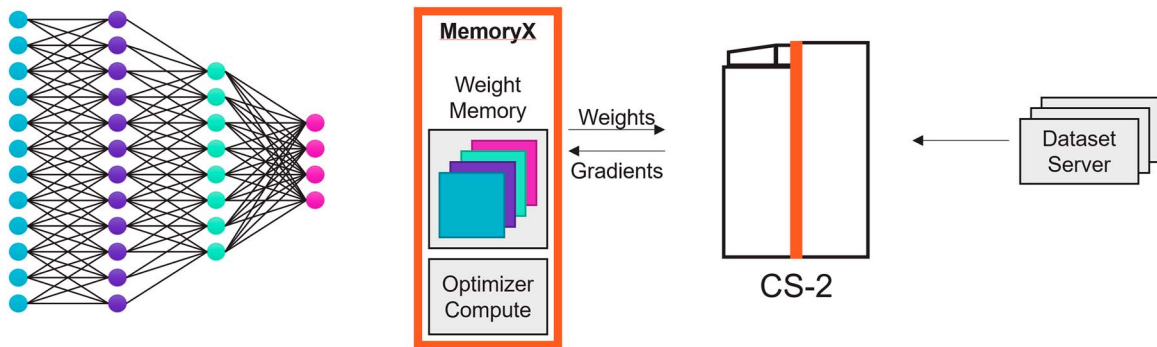 MemoryX
Weight
Memory
Optimizer
Compute
Weights
Gradients
CS-2
Dataset
Server